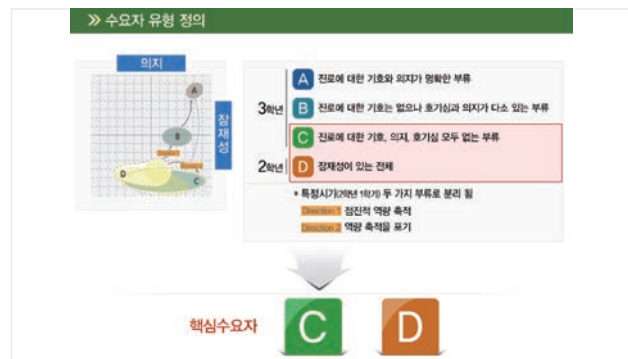 ≫ 수요자 유형 정의
의지
잠재성
A
B
D
C
3학년
2학년
A 진로에 대한 기호와 의지가 명확한 부류
B 진로에 대한 기호는 없으나 호기심과 의지가 다소 있는 부류
C 진로에 대한 기호, 의지, 호기심 모두 없는 부류
D 잠재성이 있는 전체
* 특정시기(2학년 1학기) 두 가지 부류로 분리 됨
Direction 1 점진적 역량 축적
Direction 2 역량 축적을 포기
핵심수요자 C D